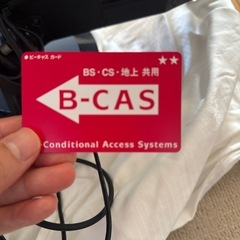 ビーキャス カード
★★
BS・CS・地上 共用
B-CAS
Conditional Access Systems